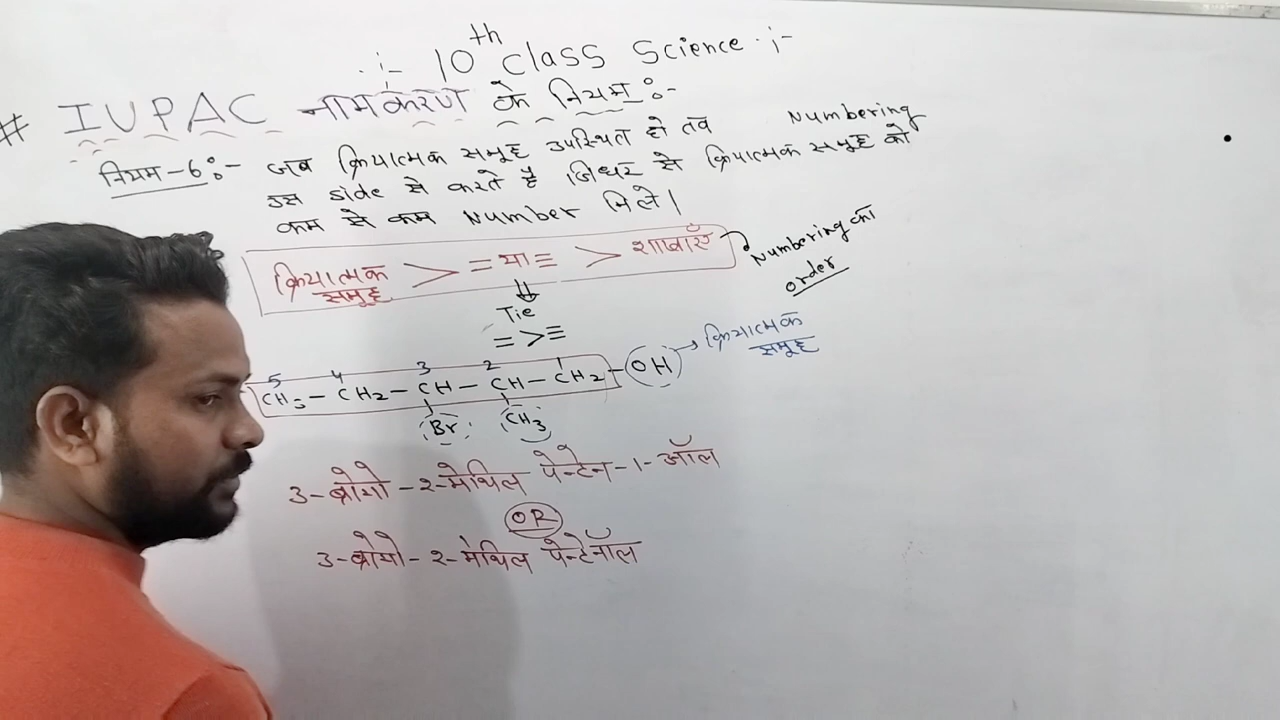 :- 10th Class Science :-
# IUPAC नामकरण के नियम :-
नियम-6:- जब क्रियात्मक समूह उपस्थित हो तब Numbering
उस side से करते है जिधर से क्रियात्मक समूह को
कम से कम Number मिले।
क्रियात्मक समूह > = या ≡ > शाखाएँ
Numbering का order
⇓
Tie
= > ≡
5 4 3 2 1
CH3 - CH2 - CH - CH - CH2 - OH → क्रियात्मक समूह
Br CH3
3-ब्रोमो-2-मेथिल पेन्टेन-1-ऑल
OR
3-ब्रोमो-2-मेथिल पेन्टेनॉल